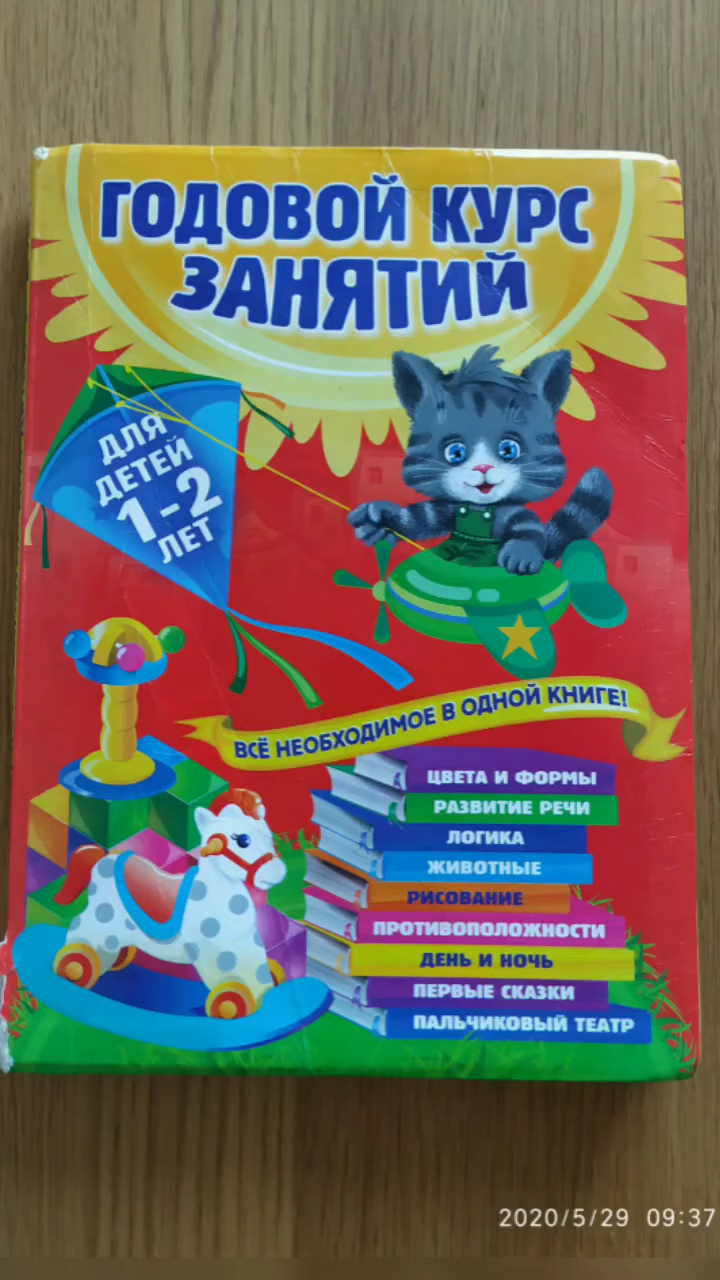 ГОДОВОЙ КУРС
ЗАНЯТИЙ
ДЛЯ
ДЕТЕЙ
1-2
ЛЕТ
ВСЁ НЕОБХОДИМОЕ В ОДНОЙ КНИГЕ!
ЦВЕТА И ФОРМЫ
РАЗВИТИЕ РЕЧИ
ЛОГИКА
ЖИВОТНЫЕ
РИСОВАНИЕ
ПРОТИВОПОЛОЖНОСТИ
ДЕНЬ И НОЧЬ
ПЕРВЫЕ СКАЗКИ
ПАЛЬЧИКОВЫЙ ТЕАТР
2020/5/29 09:37